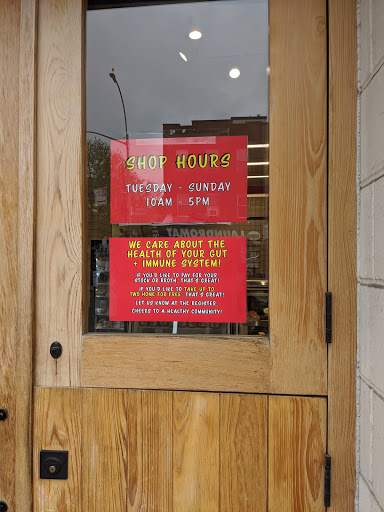 SHOP HOURS
TUESDAY - SUNDAY
10AM - 5PM
LAUNDROMAT
WE CARE ABOUT THE
HEALTH OF YOUR GUT
+ IMMUNE SYSTEM!
IF YOU'D LIKE TO PAY FOR YOUR
STOCK OR BROTH, THAT'S GREAT!
IF YOU'D LIKE TO TAKE UP TO
TWO HOME FOR FREE, THAT'S GREAT!
LET US KNOW AT THE REGISTER.
CHEERS TO A HEALTHY COMMUNITY!